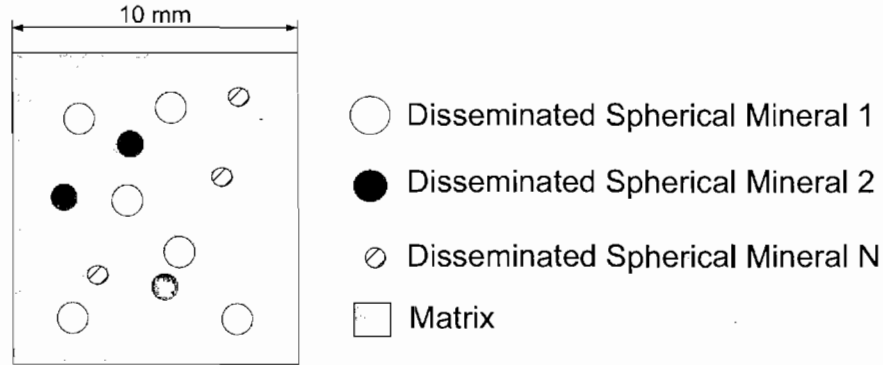 10 mm
Disseminated Spherical Mineral 1
Disseminated Spherical Mineral 2
Disseminated Spherical Mineral N
Matrix